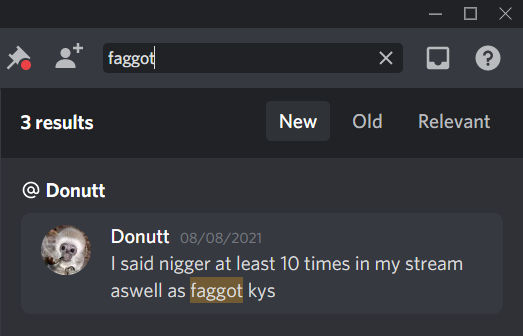 faggot
3 results
New Old Relevant
@ Donutt
Donutt 08/08/2021
I said nigger at least 10 times in my stream
aswell as faggot kys